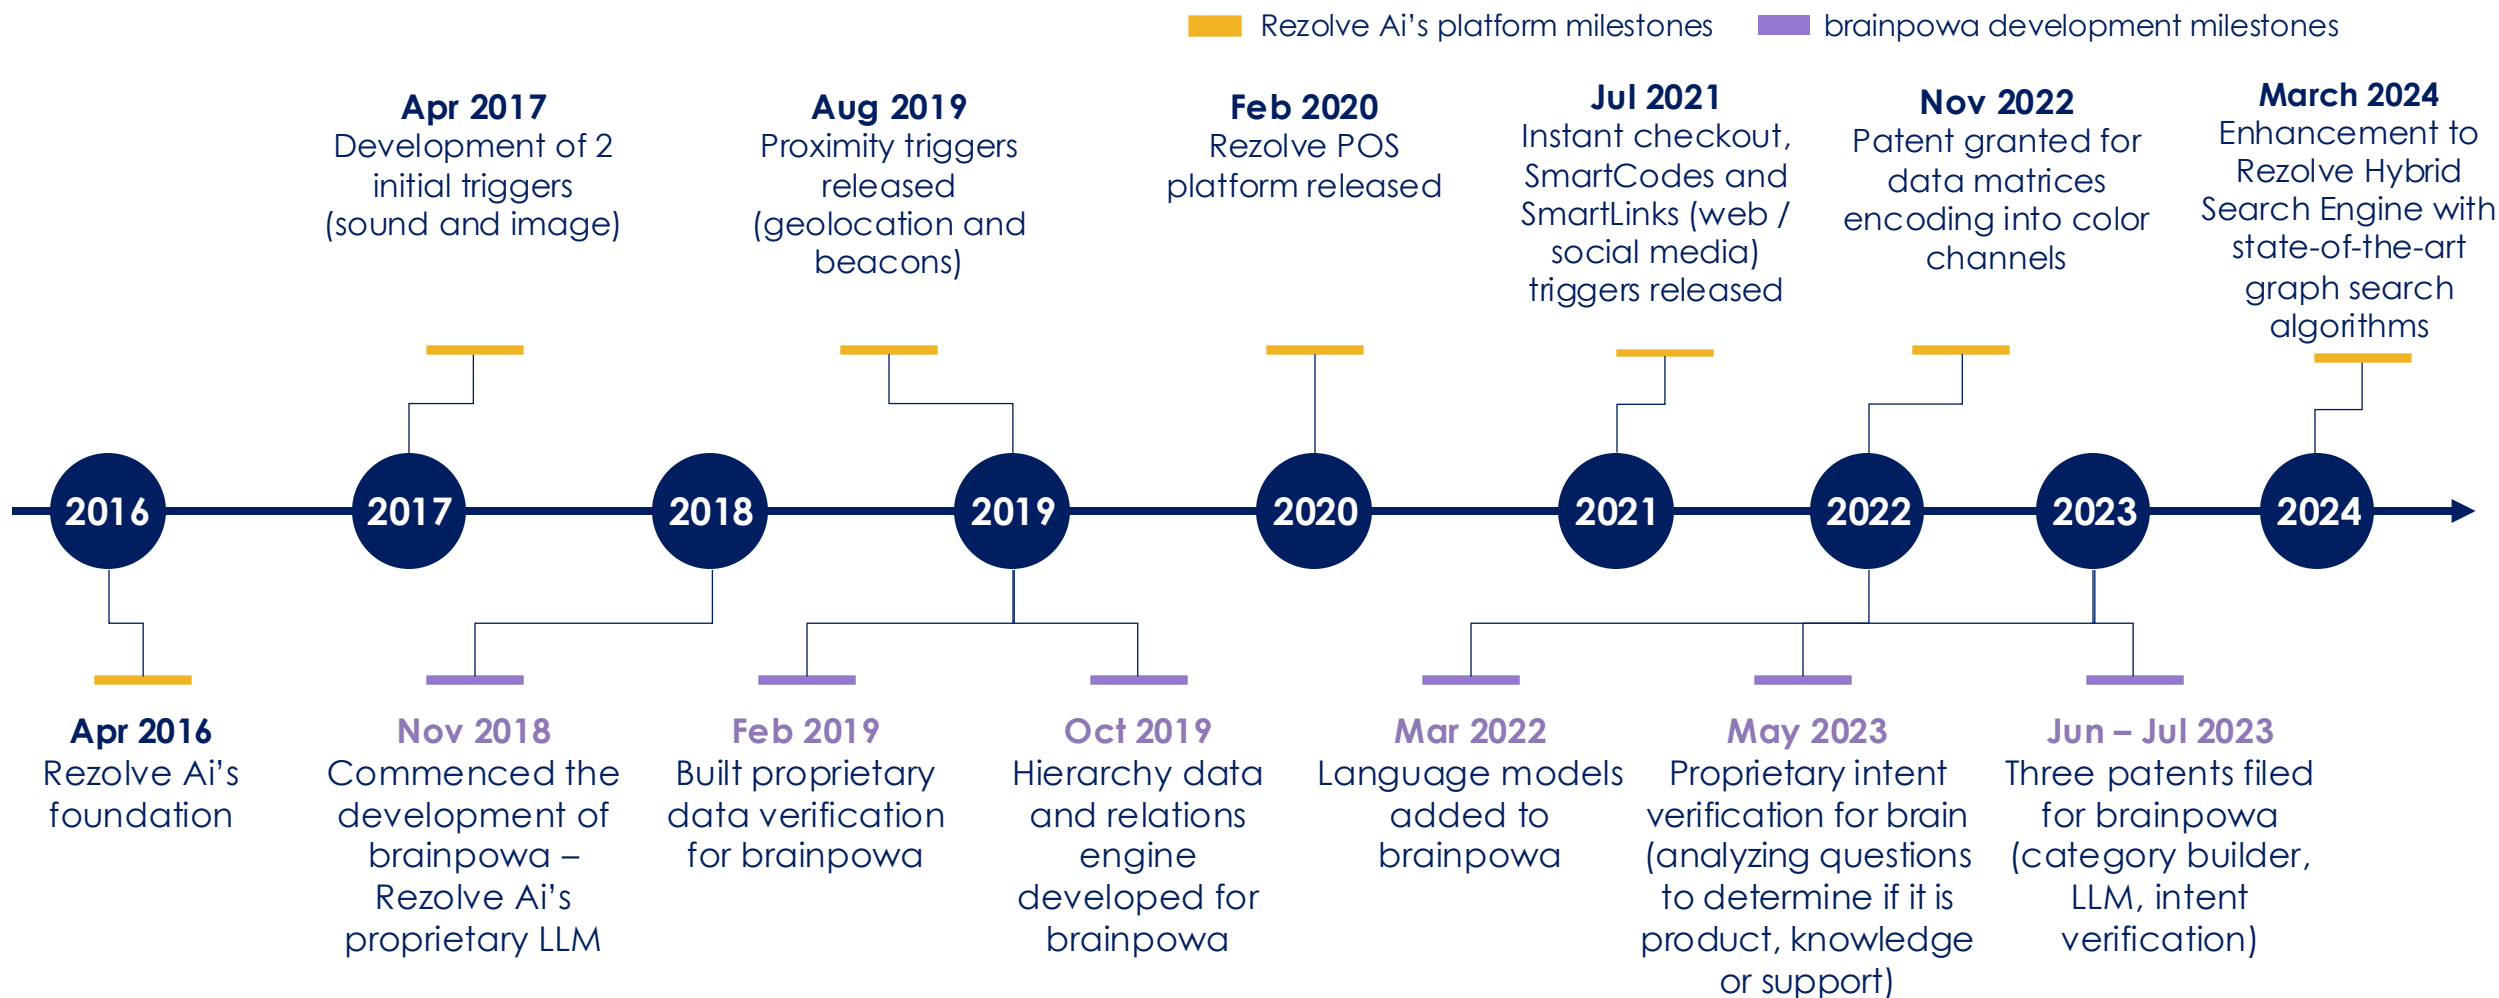 Rezolve Ai's platform milestones
brainpowa development milestones
Apr 2017
Development of 2
initial triggers
(sound and image)
Aug 2019
Proximity triggers
released
(geolocation and
beacons)
Feb 2020
Rezolve POS
platform released
Jul 2021
Instant checkout,
SmartCodes and
SmartLinks (web /
social media)
triggers released
Nov 2022
Patent granted for
data matrices
encoding into color
channels
March 2024
Enhancement to
Rezolve Hybrid
Search Engine with
state-of-the-art
graph search
algorithms
2016
2017
2018
2019
2020
2021
2022
2023
2024
Apr 2016
Rezolve Ai's
foundation
Nov 2018
Commenced the
development of
brainpowa –
Rezolve Ai's
proprietary LLM
Feb 2019
Built proprietary
data verification
for brainpowa
Oct 2019
Hierarchy data
and relations
engine
developed for
brainpowa
Mar 2022
Language models
added to
brainpowa
May 2023
Proprietary intent
verification for brain
(analyzing questions
to determine if it is
product, knowledge
or support)
Jun – Jul 2023
Three patents filed
for brainpowa
(category builder,
LLM, intent
verification)